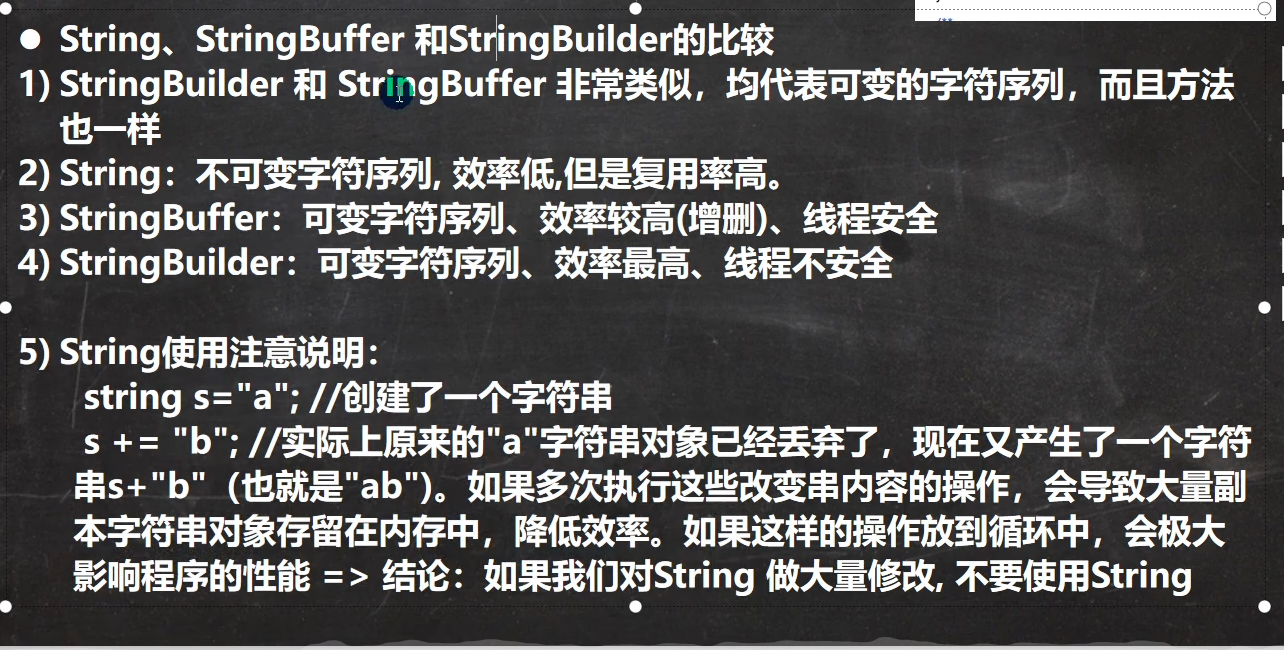 ● String、StringBuffer 和StringBuilder的比较
1) StringBuilder 和 StringBuffer 非常类似，均代表可变的字符序列，而且方法
也一样
2) String：不可变字符序列, 效率低,但是复用率高。
3) StringBuffer：可变字符序列、效率较高(增删)、线程安全
4) StringBuilder：可变字符序列、效率最高、线程不安全
5) String使用注意说明：
string s="a"; //创建了一个字符串
s += "b"; //实际上原来的"a"字符串对象已经丢弃了，现在又产生了一个字符
串s+"b"（也就是"ab")。如果多次执行这些改变串内容的操作，会导致大量副
本字符串对象存留在内存中，降低效率。如果这样的操作放到循环中，会极大
影响程序的性能 => 结论：如果我们对String 做大量修改, 不要使用String